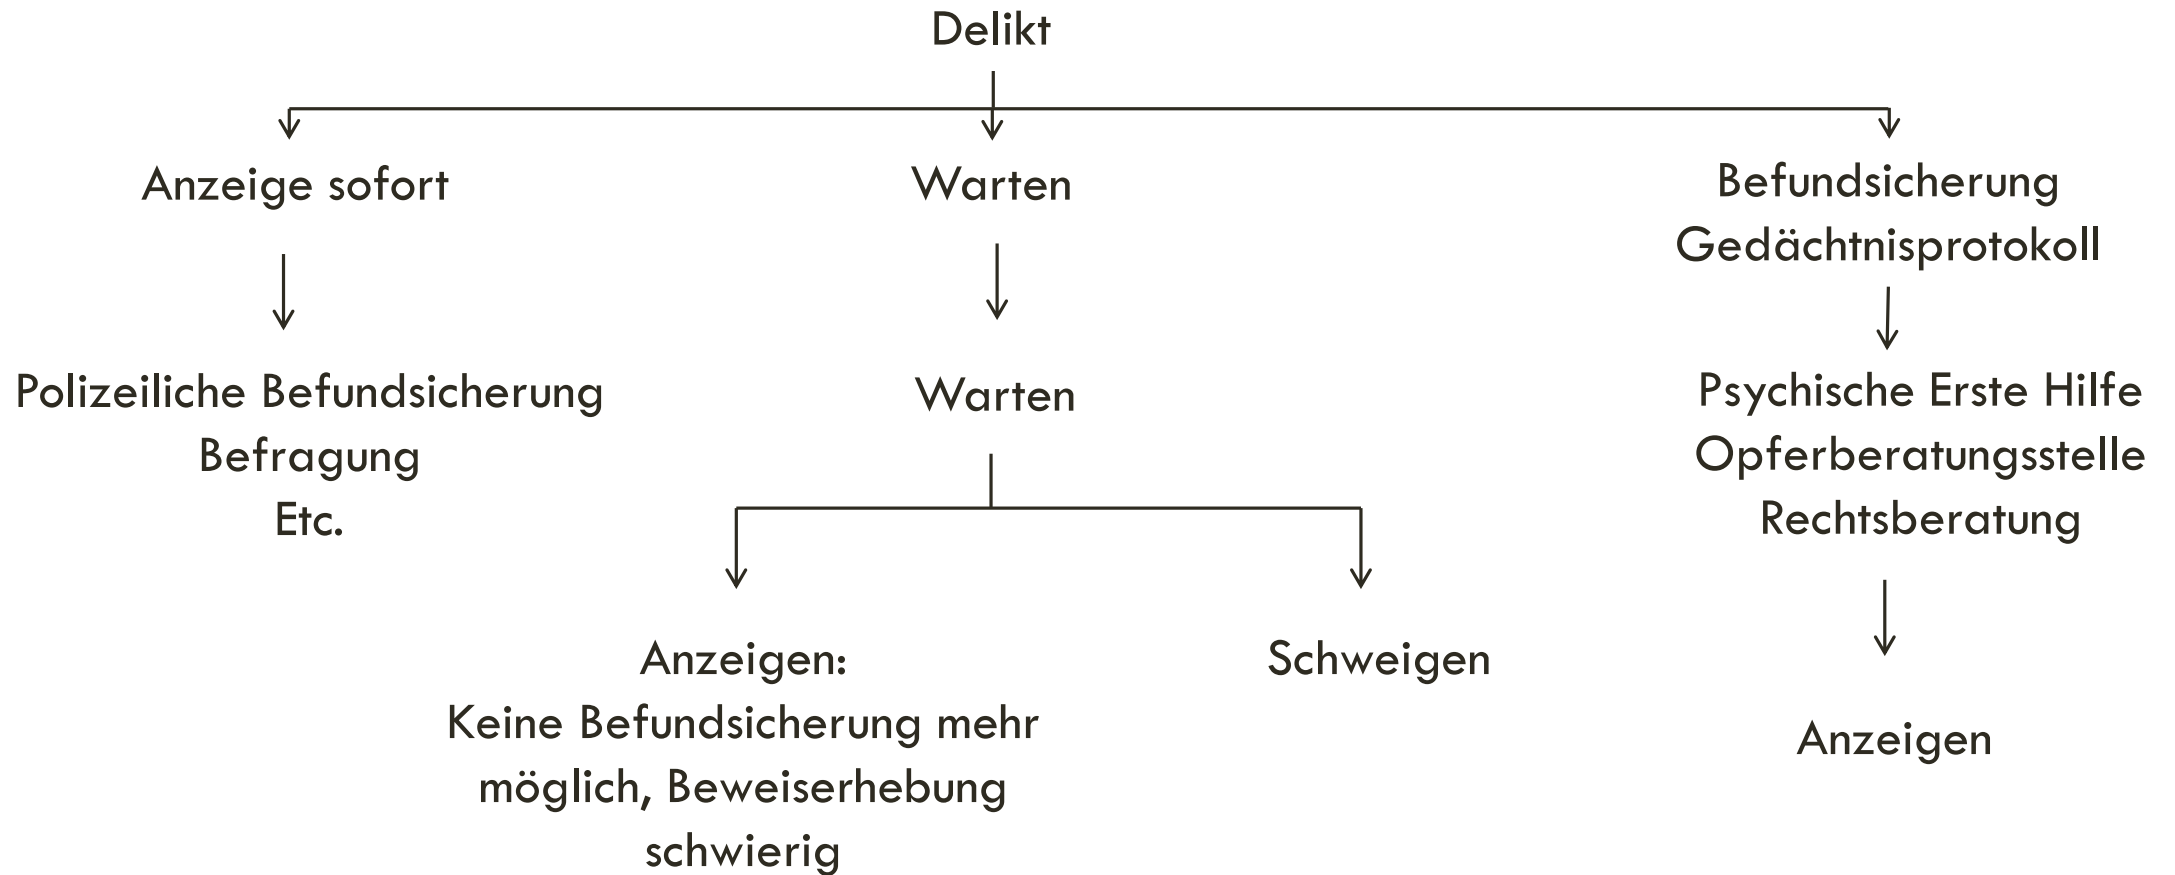 Delikt
Anzeige sofort
Warten
Befundsicherung
Gedächtnisprotokoll
Polizeiliche Befundsicherung
Befragung
Etc.
Warten
Psychische Erste Hilfe
Opferberatungsstelle
Rechtsberatung
Anzeigen:
Keine Befundsicherung mehr
möglich, Beweiserhebung
schwierig
Schweigen
Anzeigen